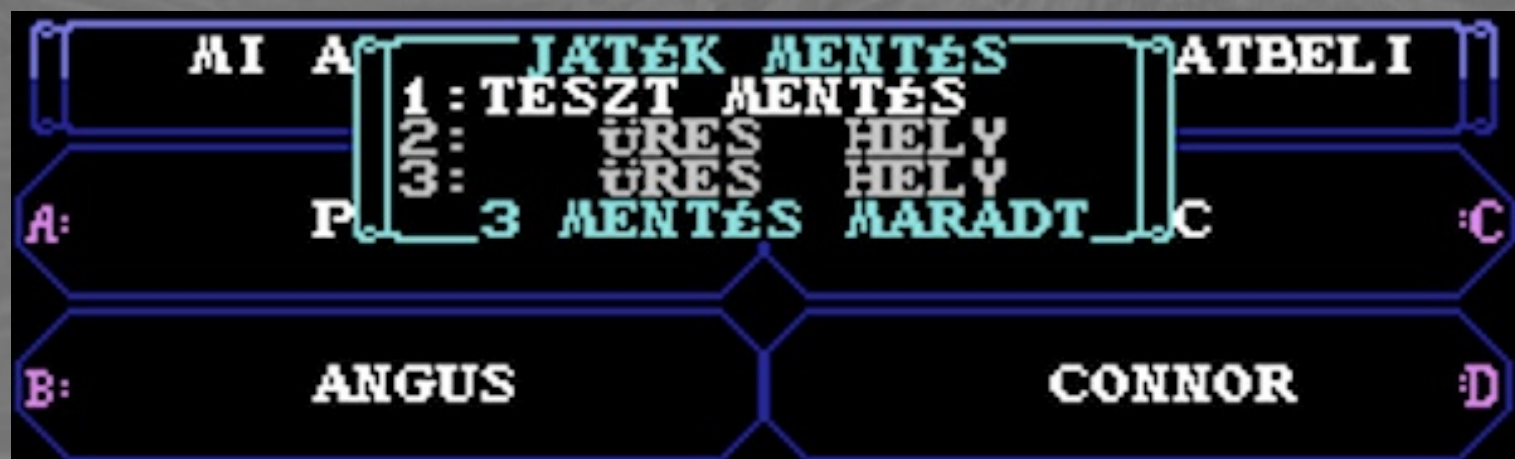 MI A JÁTÉK MENTÉS ATBELI
1:TESZT MENTÉS
2: ÜRES HELY
3: ÜRES HELY
A: P 3 MENTÉS MARADT C :C
B: ANGUS CONNOR :D